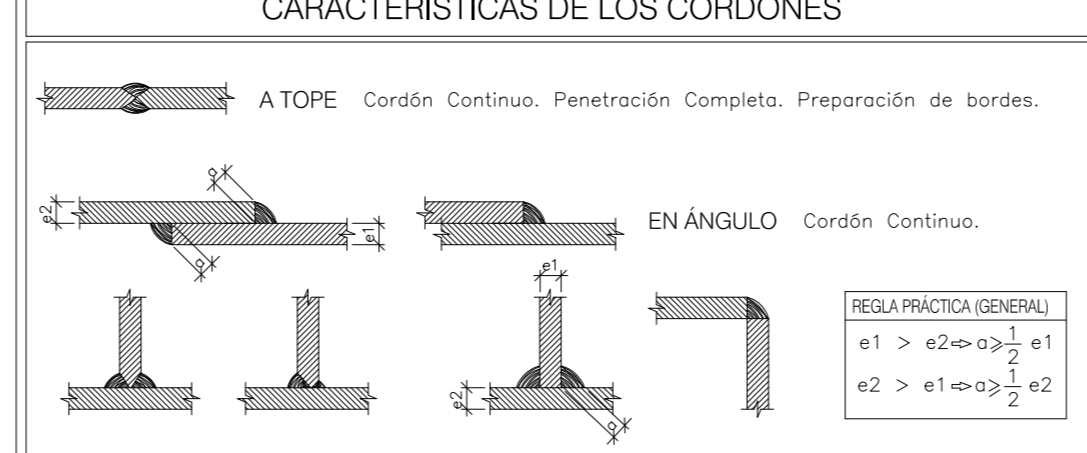 CARACTERÍSTICAS DE LOS CORDONES
A TOPE Cordón Continuo. Penetración Completa. Preparación de bordes.
a
e2
a
e1
EN ÁNGULO Cordón Continuo.
e1
e2
a
REGLA PRÁCTICA (GENERAL)
e1 > e2⇨a⩾1/2 e1
e2 > e1⇨a⩾1/2 e2